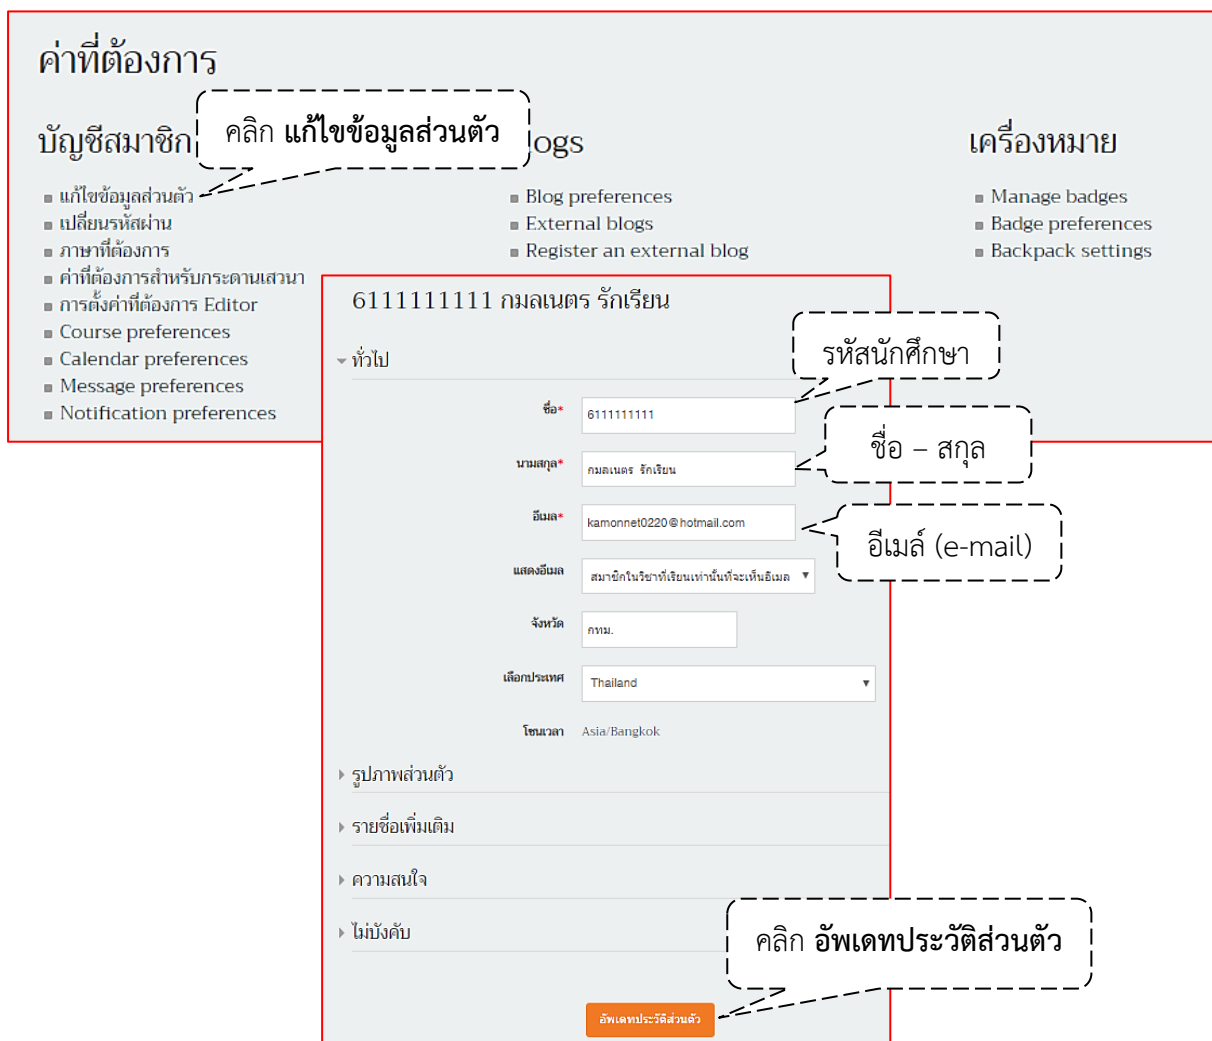 ค่าที่ต้องการ
คลิก แก้ไขข้อมูลส่วนตัว
บัญชีสมาชิก
ogs
เครื่องหมาย
แก้ไขข้อมูลส่วนตัว
เปลี่ยนรหัสผ่าน
ภาษาที่ต้องการ
ค่าที่ต้องการสำหรับกระดานเสวนา
การตั้งค่าที่ต้องการ Editor
Course preferences
Calendar preferences
Message preferences
Notification preferences
Blog preferences
External blogs
Register an external blog
Manage badges
Badge preferences
Backpack settings
6111111111 กมลเนตร รักเรียน
ทั่วไป
รหัสนักศึกษา
ชื่อ* 6111111111
ชื่อ – สกุล
นามสกุล* กมลเนตร รักเรียน
อีเมล* kamonnet0220@hotmail.com
อีเมล์ (e-mail)
แสดงอีเมล สมาชิกในวิชาที่เรียนเท่านั้นที่จะเห็นอีเมล
จังหวัด กทม.
เลือกประเทศ Thailand
โซนเวลา Asia/Bangkok
รูปภาพส่วนตัว
รายชื่อเพิ่มเติม
ความสนใจ
ไม่บังคับ
คลิก อัพเดทประวัติส่วนตัว
อัพเดทประวัติส่วนตัว